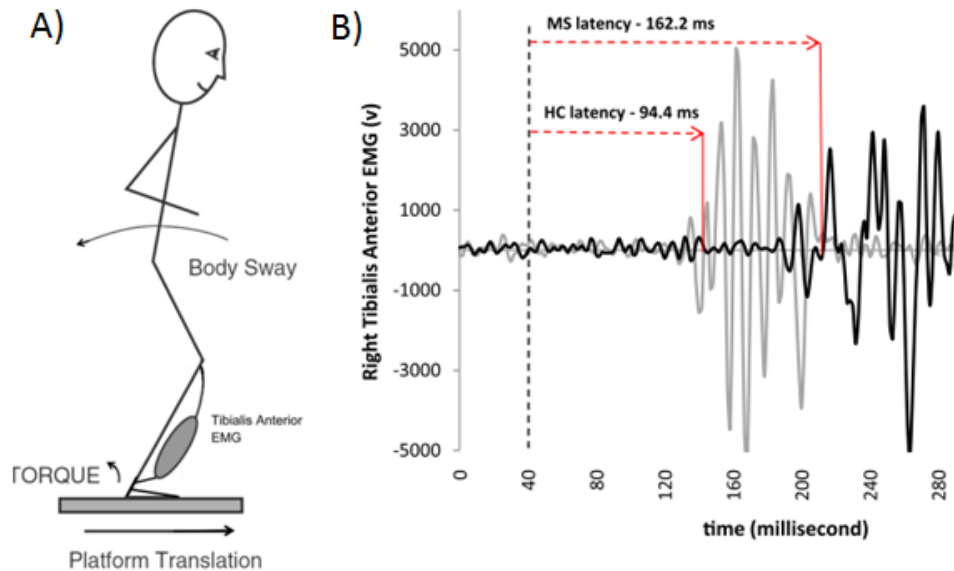 A)
Body Sway
Tibialis Anterior
EMG
TORQUE
Platform Translation
B)
MS latency - 162.2 ms
HC latency - 94.4 ms
Right Tibialis Anterior EMG (v)
5000
3000
1000
-1000
-3000
-5000
0
40
80
120
160
200
240
280
time (millisecond)